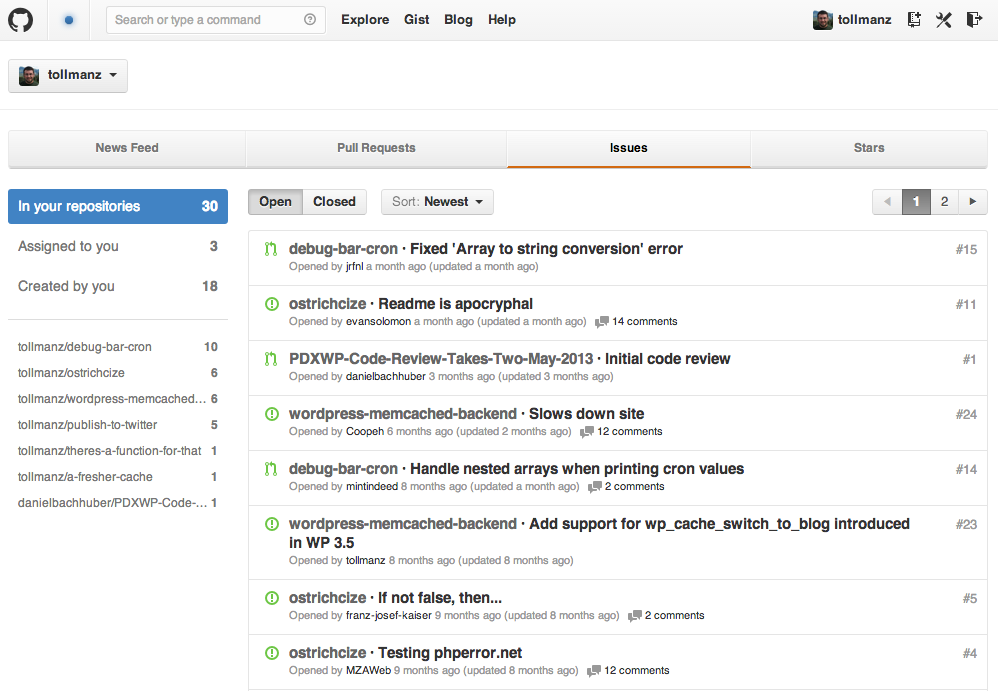 Search or type a command
Explore Gist Blog Help
tollmanz
tollmanz
News Feed Pull Requests Issues Stars
In your repositories 30
Assigned to you 3
Created by you 18
tollmanz/debug-bar-cron 10
tollmanz/ostrichcize 6
tollmanz/wordpress-memcached... 6
tollmanz/publish-to-twitter 5
tollmanz/theres-a-function-for-that 1
tollmanz/a-fresher-cache 1
danielbachhuber/PDXWP-Code-... 1
Open Closed Sort: Newest 1 2
debug-bar-cron · Fixed 'Array to string conversion' error #15
Opened by jrfnl a month ago (updated a month ago)
ostrichcize · Readme is apocryphal #11
Opened by evansolomon a month ago (updated a month ago) 14 comments
PDXWP-Code-Review-Takes-Two-May-2013 · Initial code review #1
Opened by danielbachhuber 3 months ago (updated 3 months ago)
wordpress-memcached-backend · Slows down site #24
Opened by Coopeh 6 months ago (updated 2 months ago) 12 comments
debug-bar-cron · Handle nested arrays when printing cron values #14
Opened by mintindeed 8 months ago (updated a month ago) 2 comments
wordpress-memcached-backend · Add support for wp_cache_switch_to_blog introduced #23
in WP 3.5
Opened by tollmanz 8 months ago (updated 8 months ago)
ostrichcize · If not false, then... #5
Opened by franz-josef-kaiser 9 months ago (updated 8 months ago) 2 comments
ostrichcize · Testing phperror.net #4
Opened by MZAWeb 9 months ago (updated 8 months ago) 12 comments